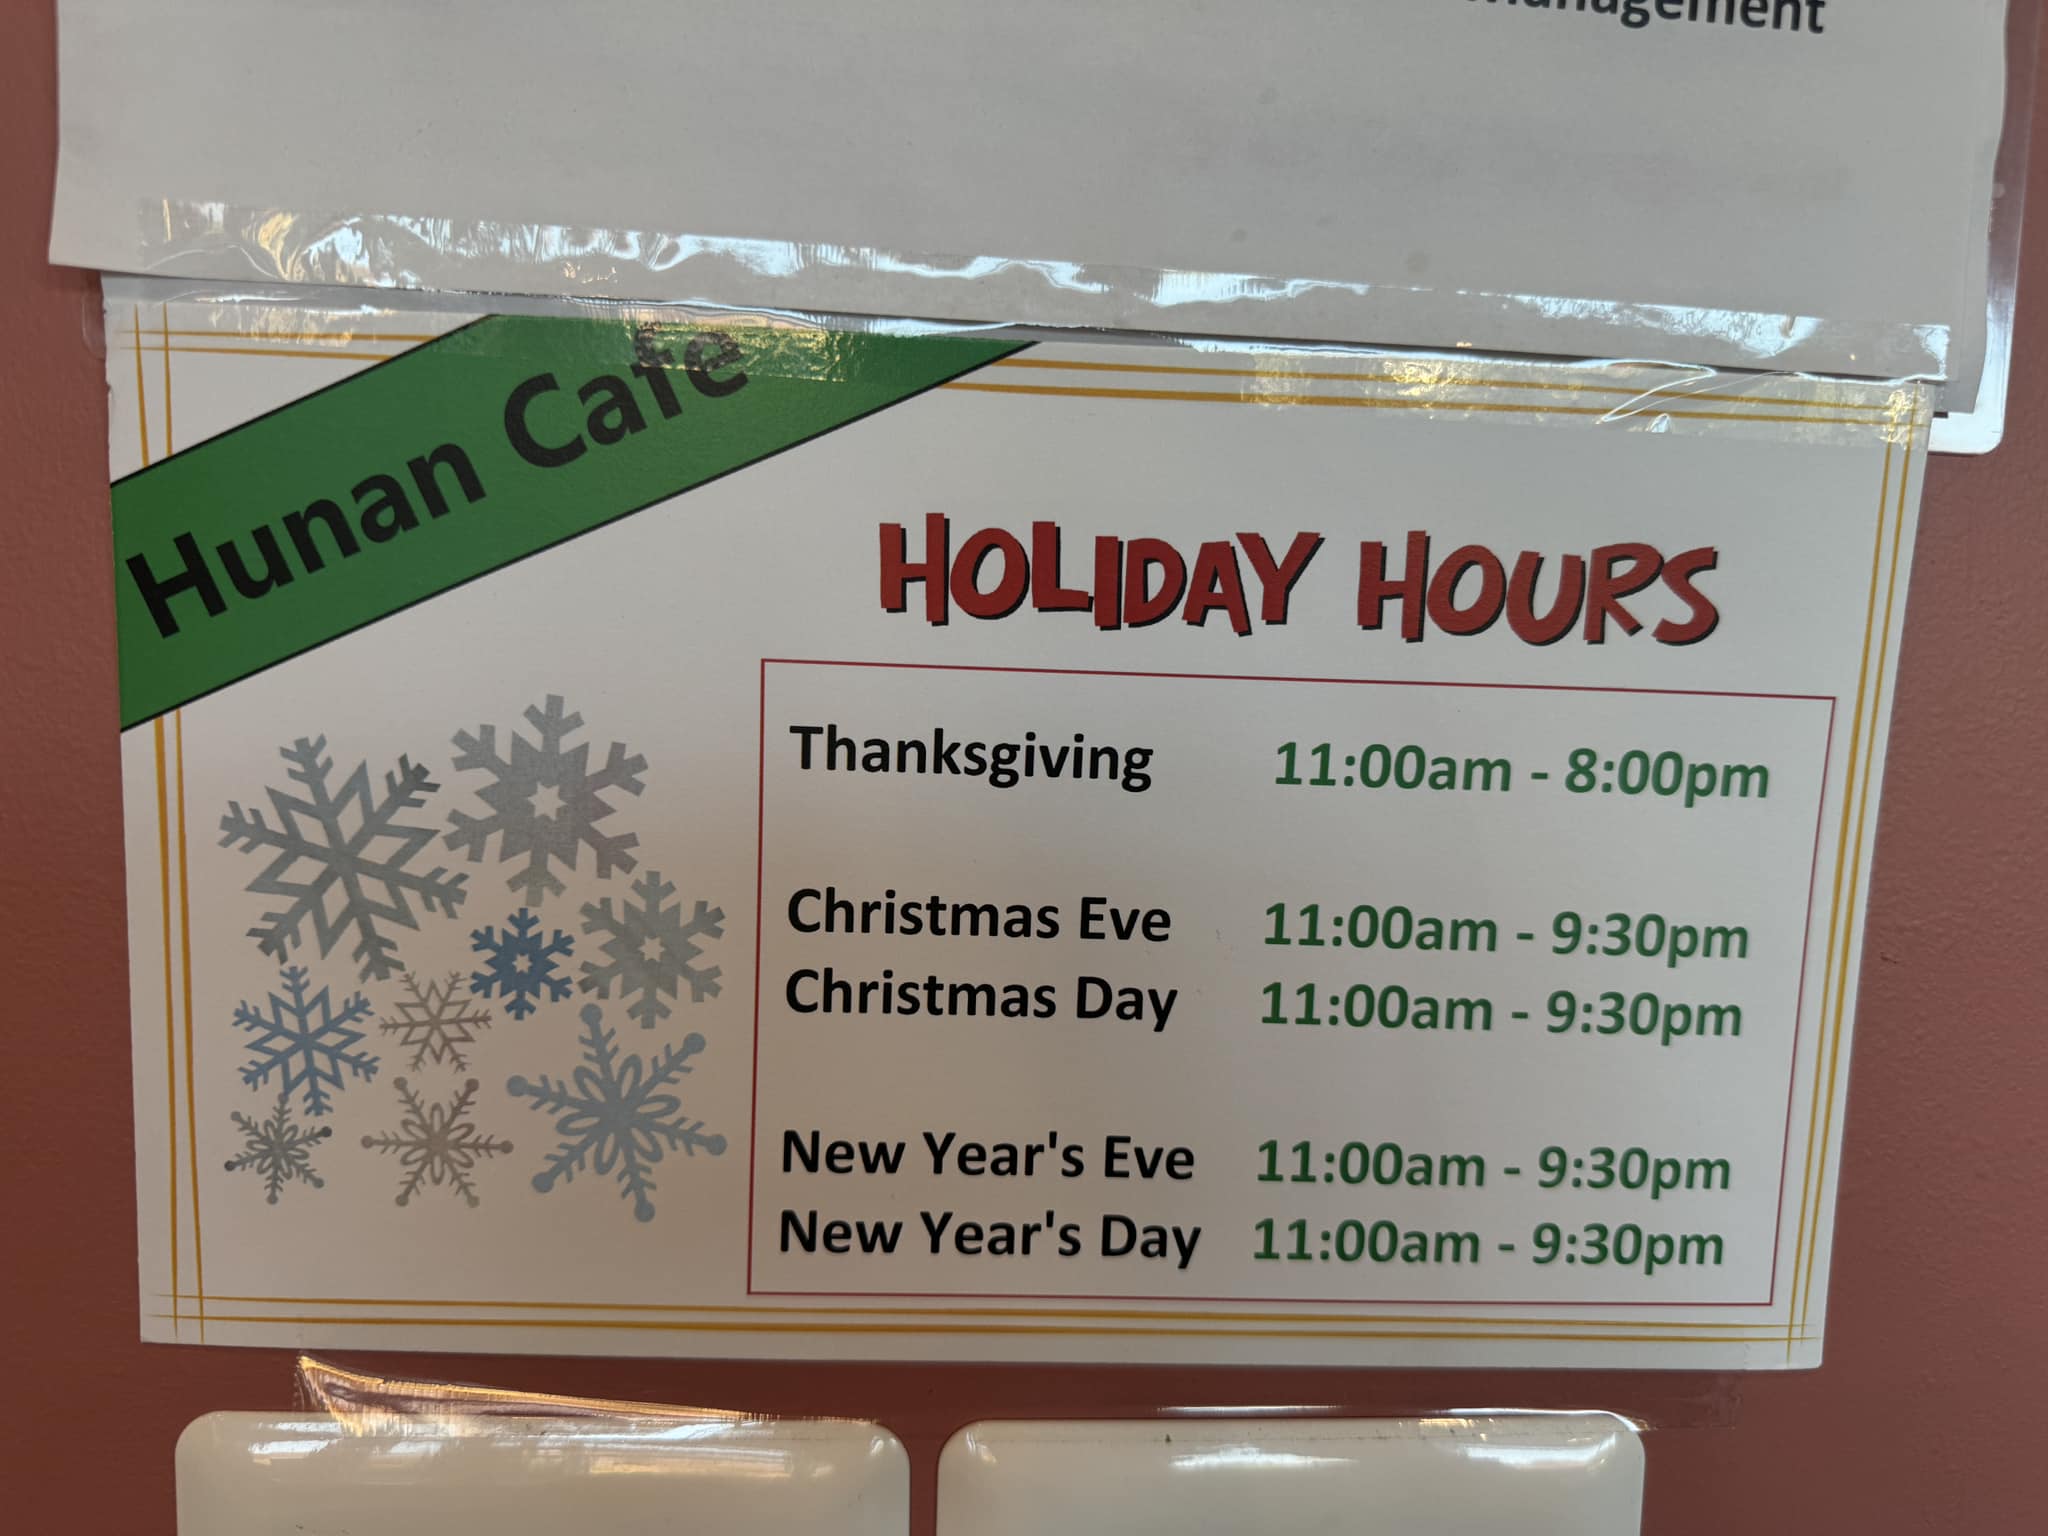 Hunan Cafe
HOLIDAY HOURS
Thanksgiving 11:00am - 8:00pm
Christmas Eve 11:00am - 9:30pm
Christmas Day 11:00am - 9:30pm
New Year's Eve 11:00am - 9:30pm
New Year's Day 11:00am - 9:30pm